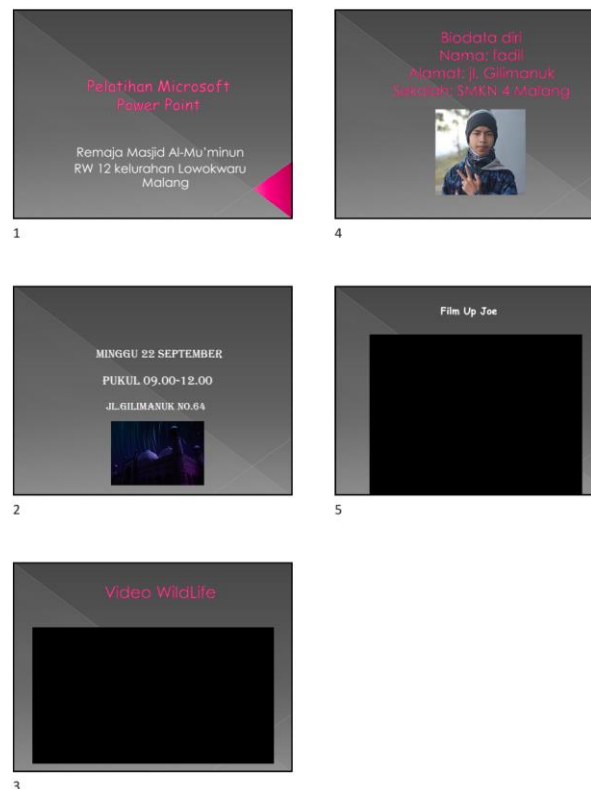 Pelatihan Microsoft
Power Point
Remaja Masjid Al-Mu'minun
RW 12 kelurahan Lowokwaru
Malang
1
MINGGU 22 SEPTEMBER
PUKUL 09.00-12.00
JL.GILIMANUK NO.64
2
Video WildLife
3
Biodata diri
Nama: fadil
Alamat: jl. Gilimanuk
Sekolah: SMKN 4 Malang
4
Film Up Joe
5